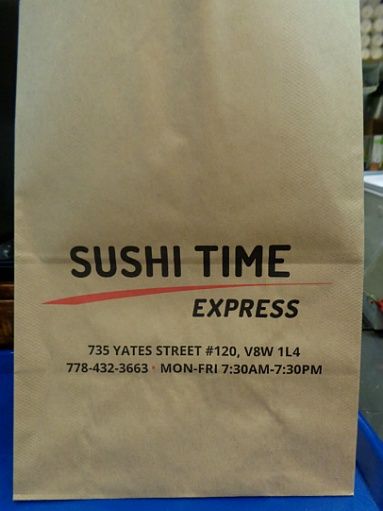 SUSHI TIME
EXPRESS
735 YATES STREET #120, V8W 1L4
778-432-3663 • MON-FRI 7:30AM-7:30PM